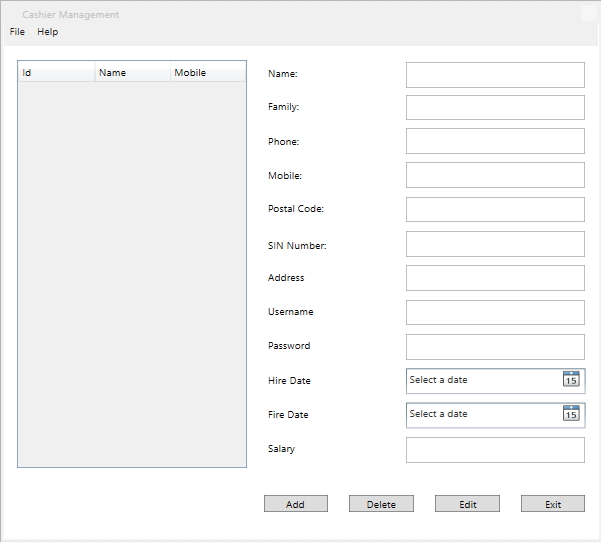 Cashier Management
File Help
Id Name Mobile
Name:
Family:
Phone:
Mobile:
Postal Code:
SIN Number:
Address
Username
Password
Hire Date Select a date 15
Fire Date Select a date 15
Salary
Add Delete Edit Exit